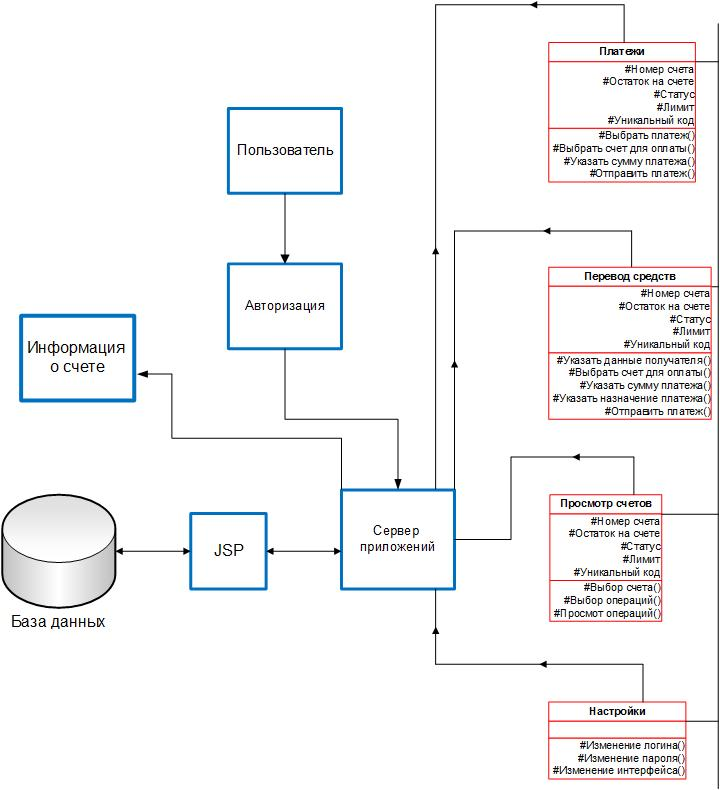 Платежи
#Номер счета
#Остаток на счете
#Статус
#Лимит
#Уникальный код
#Выбрать платеж()
#Выбрать счет для оплаты()
#Указать сумму платежа()
#Отправить платеж()
Пользователь
Авторизация
Перевод средств
#Номер счета
#Остаток на счете
#Статус
#Лимит
#Уникальный код
#Указать данные получателя()
#Выбрать счет для оплаты()
#Указать сумму платежа()
#Указать назначение платежа()
#Отправить платеж()
Информация
о счете
Просмотр счетов
#Номер счета
#Остаток на счете
#Статус
#Лимит
#Уникальный код
#Выбор счета()
#Выбор операций()
#Просмот операций()
Сервер
приложений
JSP
База данных
Настройки
#Изменение логина()
#Изменение пароля()
#Изменение интерфейса()